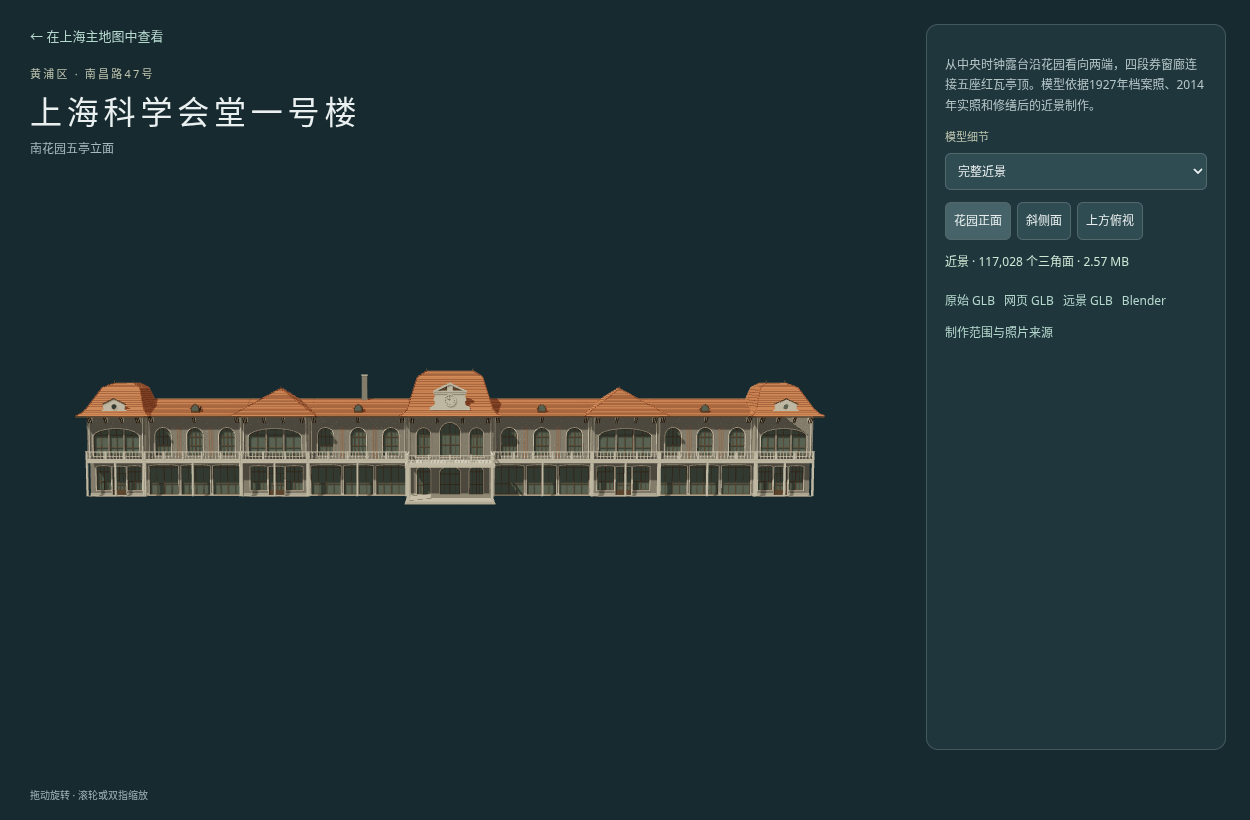 ← 在上海主地图中查看
黄浦区 · 南昌路47号
上海科学会堂一号楼
南花园五亭立面
从中央时钟露台沿花园看向两端，四段券窗廊连
接五座红瓦亭顶。模型依据1927年档案照、2014
年实照和修缮后的近景制作。
模型细节
完整近景
花园正面 斜侧面 上方俯视
近景 · 117,028 个三角面 · 2.57 MB
原始 GLB 网页 GLB 远景 GLB Blender
制作范围与照片来源
拖动旋转 · 滚轮或双指缩放